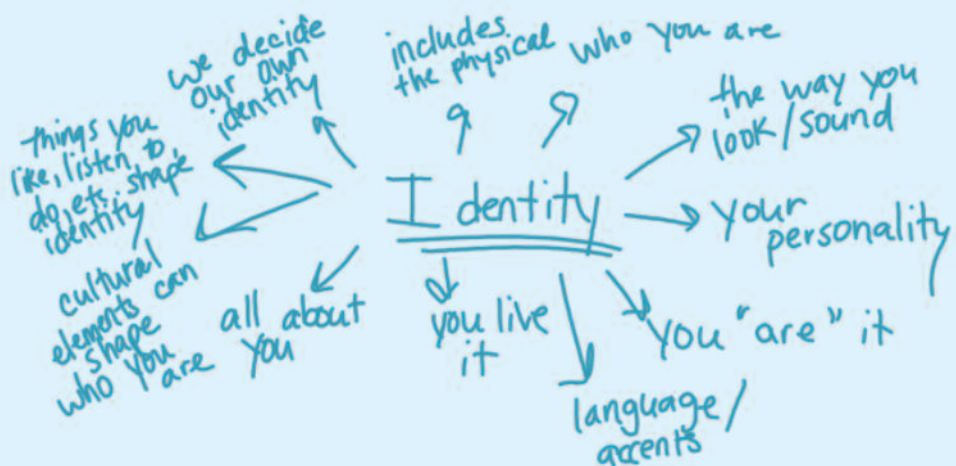 we decide
our own
identity
includes
the physical
who you are
the way you
look/sound
things you
like, listen, to,
do, ets. shape
identity
Identity
your
personality
cultural
elements can
shape
who you
are
all about
you
you live
it
you "are" it
language/
accents